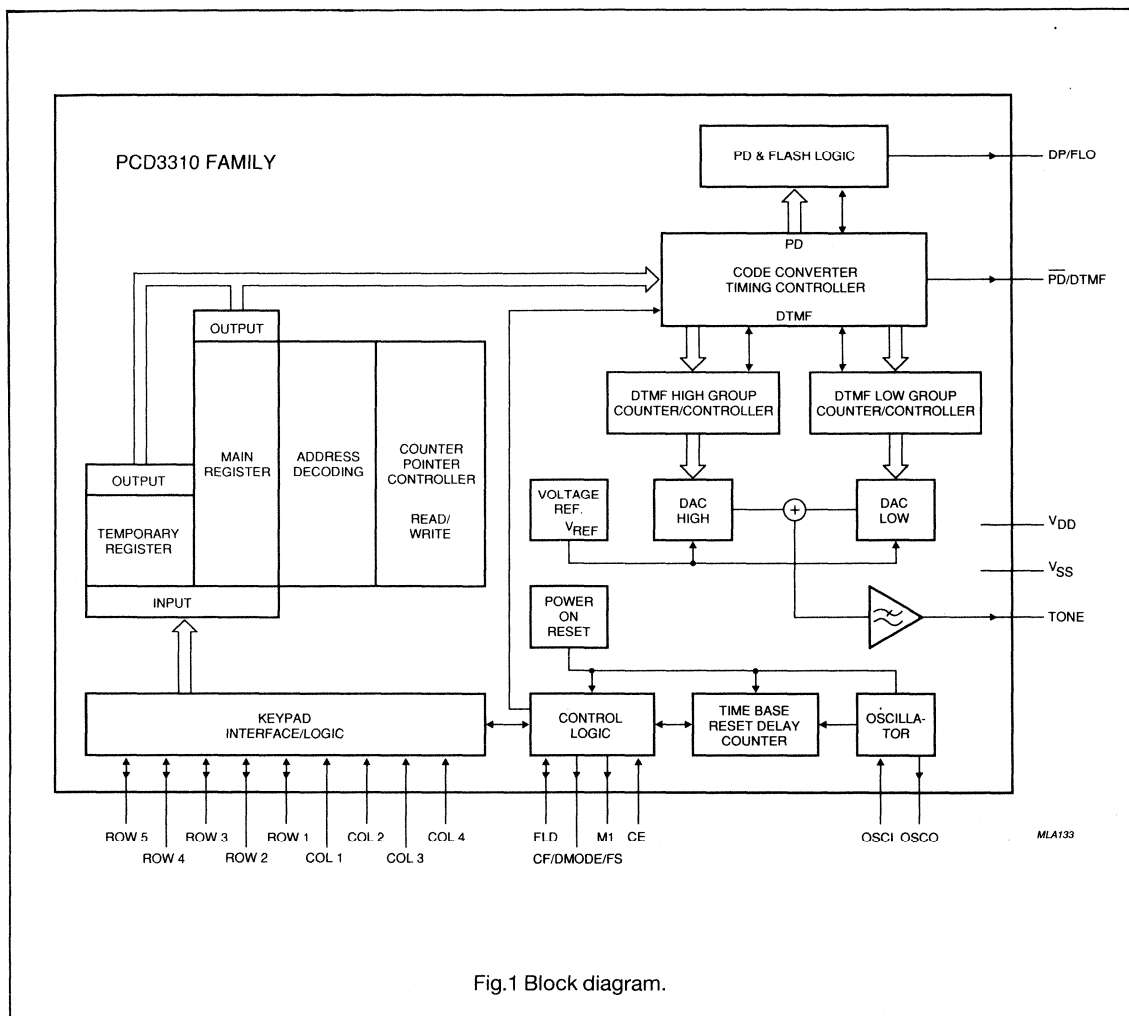 PCD3310 FAMILY
PD & FLASH LOGIC
DP/FLO
PD
CODE CONVERTER
TIMING CONTROLLER
DTMF
P̅D̅/DTMF
OUTPUT
MAIN
REGISTER
ADDRESS
DECODING
COUNTER
POINTER
CONTROLLER
READ/
WRITE
OUTPUT
TEMPORARY
REGISTER
INPUT
DTMF HIGH GROUP
COUNTER/CONTROLLER
DTMF LOW GROUP
COUNTER/CONTROLLER
VOLTAGE
REF.
VREF
DAC
HIGH
+
DAC
LOW
VDD
VSS
TONE
POWER
ON
RESET
KEYPAD
INTERFACE/LOGIC
CONTROL
LOGIC
TIME BASE
RESET DELAY
COUNTER
OSCILLA-
TOR
ROW 5
ROW 4
ROW 3
ROW 2
ROW 1
COL 1
COL 2
COL 3
COL 4
FLD
CF/DMODE/FS
M1
CE
OSCI
OSCO
MLA133
Fig.1 Block diagram.